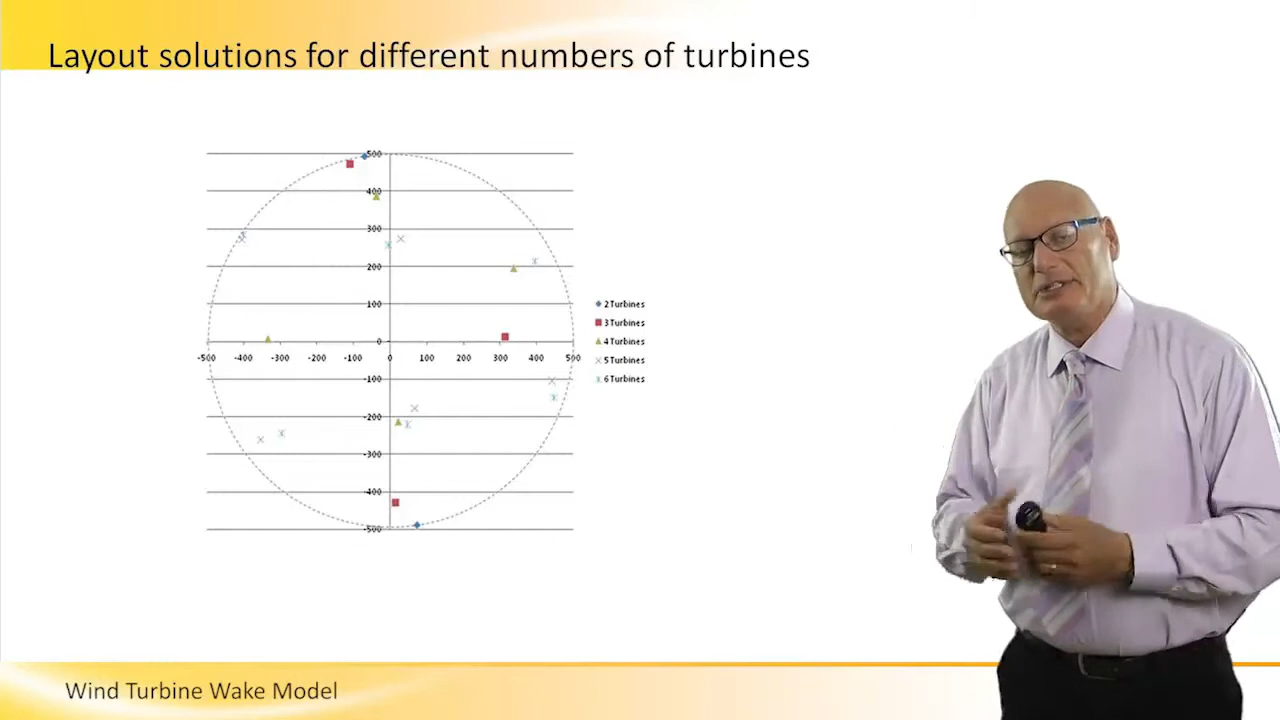 Layout solutions for different numbers of turbines
500
400
300
200
100
0
-500 -400 -300 -200 -100 0 100 200 300 400 500
-100
-200
-300
-400
-500
2 Turbines
3 Turbines
4 Turbines
5 Turbines
6 Turbines
Wind Turbine Wake Model